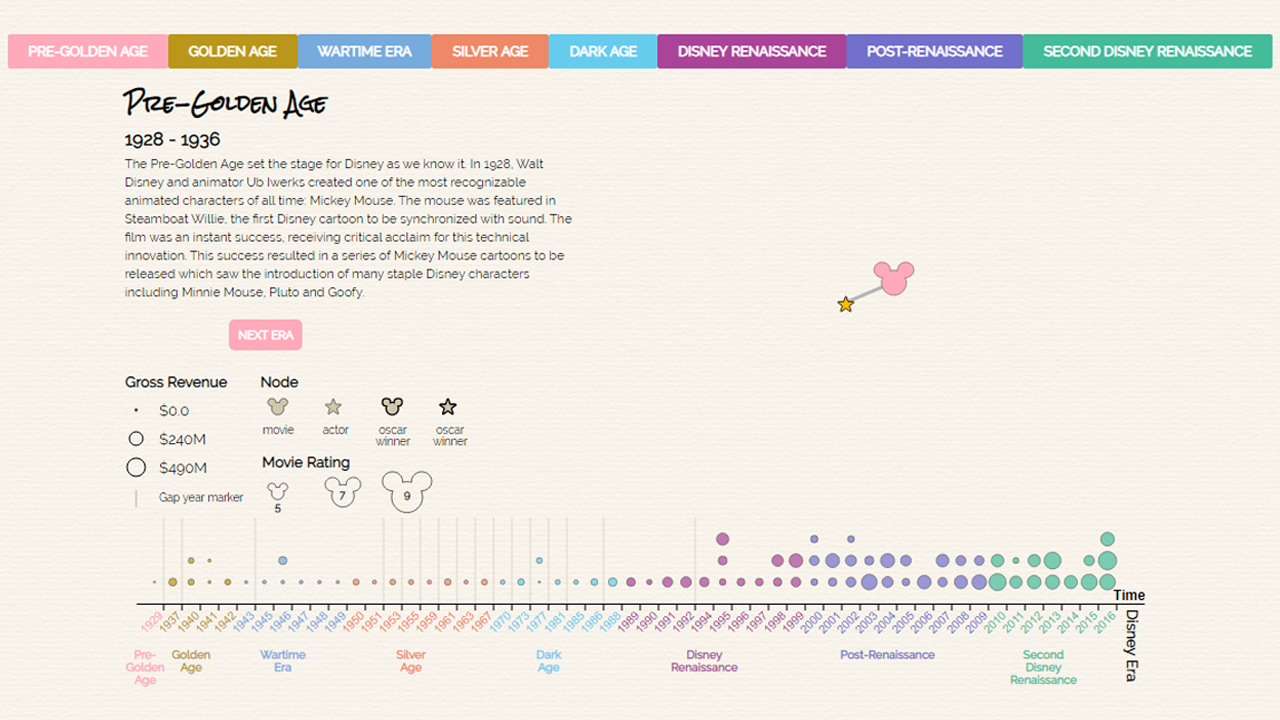 PRE-GOLDEN AGE GOLDEN AGE WARTIME ERA SILVER AGE DARK AGE DISNEY RENAISSANCE POST-RENAISSANCE SECOND DISNEY RENAISSANCE
Pre-Golden Age
1928 - 1936
The Pre-Golden Age set the stage for Disney as we know it. In 1928, Walt
Disney and animator Ub Iwerks created one of the most recognizable
animated characters of all time: Mickey Mouse. The mouse was featured in
Steamboat Willie, the first Disney cartoon to be synchronized with sound. The
film was an instant success, receiving critical acclaim for this technical
innovation. This success resulted in a series of Mickey Mouse cartoons to be
released which saw the introduction of many staple Disney characters
including Minnie Mouse, Pluto and Goofy.
NEXT ERA
Gross Revenue
$0.0
$240M
$490M
Gap year marker
Node
movie actor oscar winner oscar winner
Movie Rating
5 7 9
Time
1929 1937 1940 1941 1942 1943 1945 1946 1947 1948 1949 1950 1951 1953 1955 1959 1961 1963 1967 1970 1973 1977 1981 1985 1986 1988 1989 1990 1991 1992 1994 1995 1996 1997 1998 1999 2000 2001 2002 2003 2004 2005 2006 2007 2008 2009 2010 2011 2012 2013 2014 2015 2016
Pre-
Golden
Age
Golden
Age
Wartime
Era
Silver
Age
Dark
Age
Disney
Renaissance
Post-Renaissance
Second
Disney
Renaissance
Disney Era